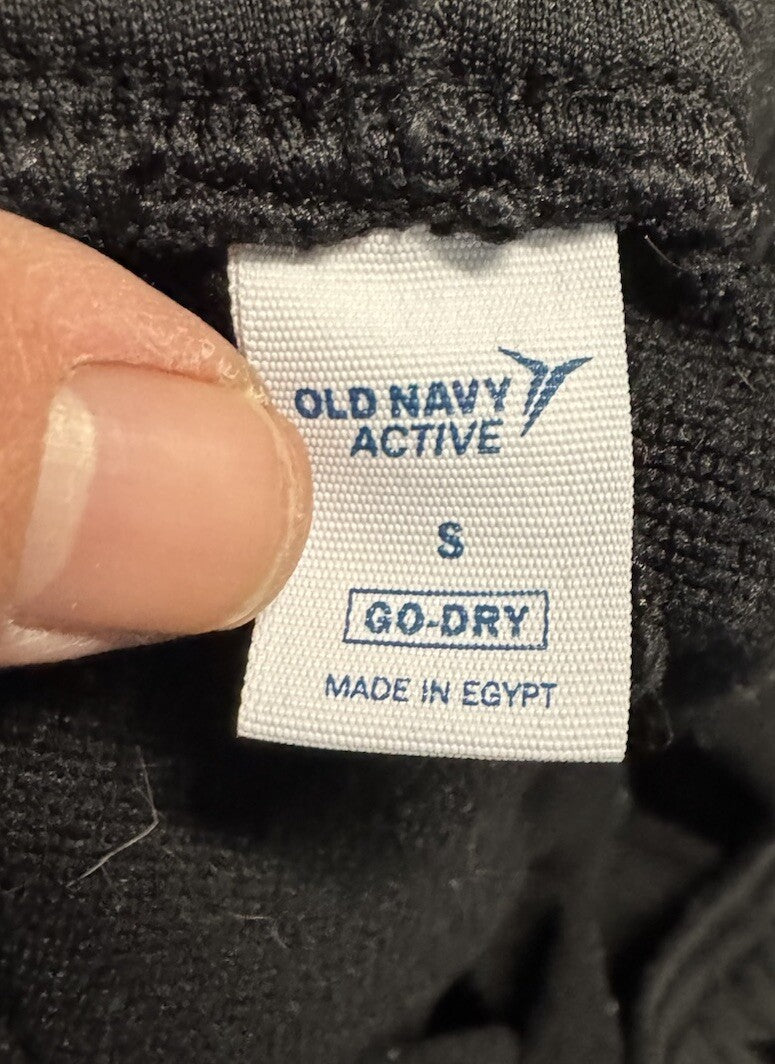 OLD NAVY
ACTIVE
S
GO-DRY
MADE IN EGYPT